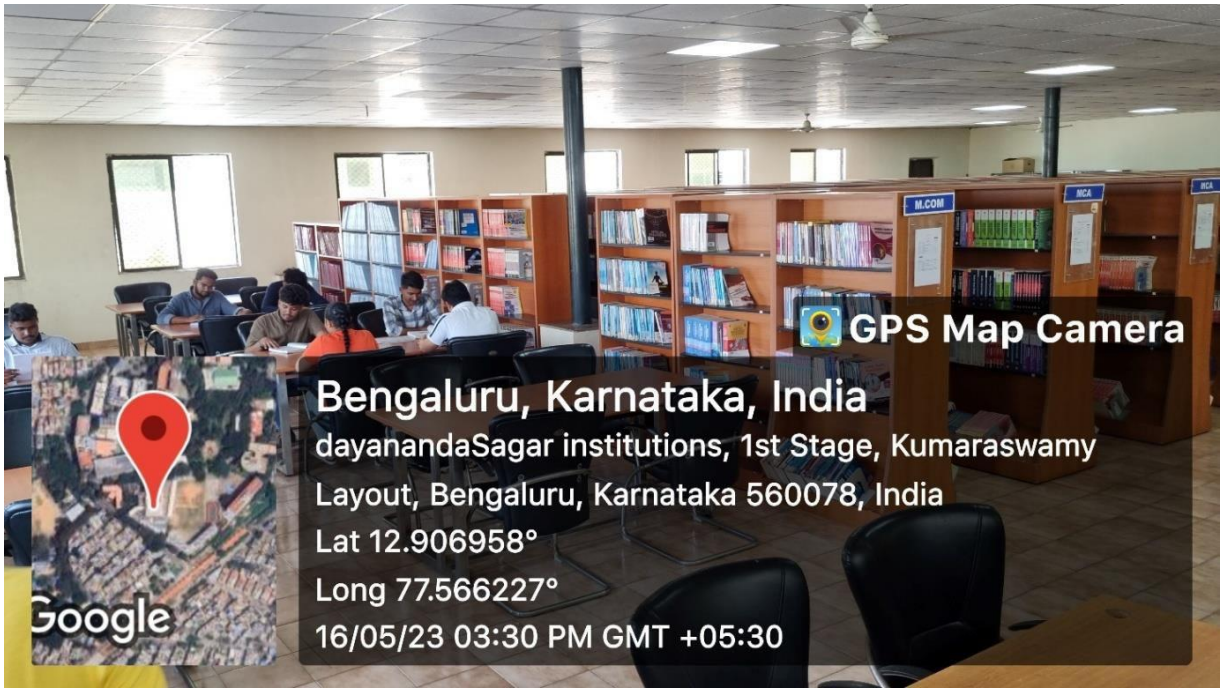 M.COM
MCA
MCA
GPS Map Camera
Bengaluru, Karnataka, India
dayanandaSagar institutions, 1st Stage, Kumaraswamy
Layout, Bengaluru, Karnataka 560078, India
Lat 12.906958°
Long 77.566227°
16/05/23 03:30 PM GMT +05:30
Google